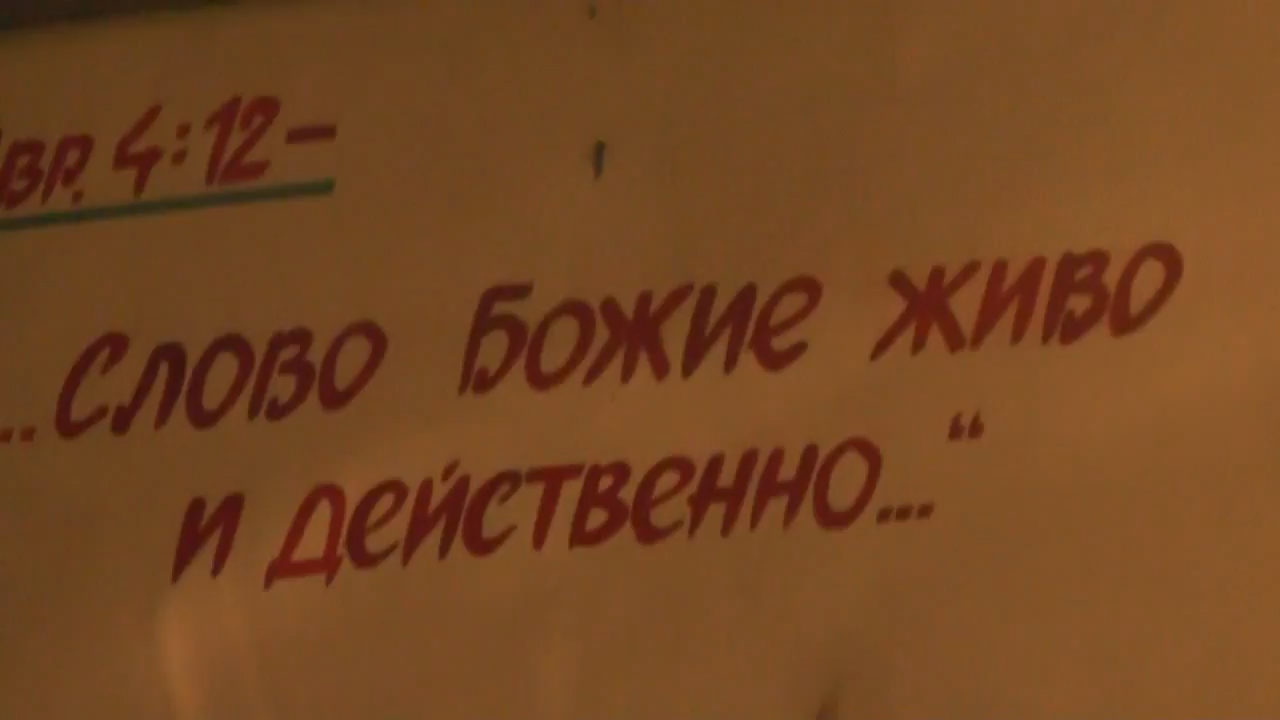 Евр. 4:12-
...Слово Божие живо
и действенно..."